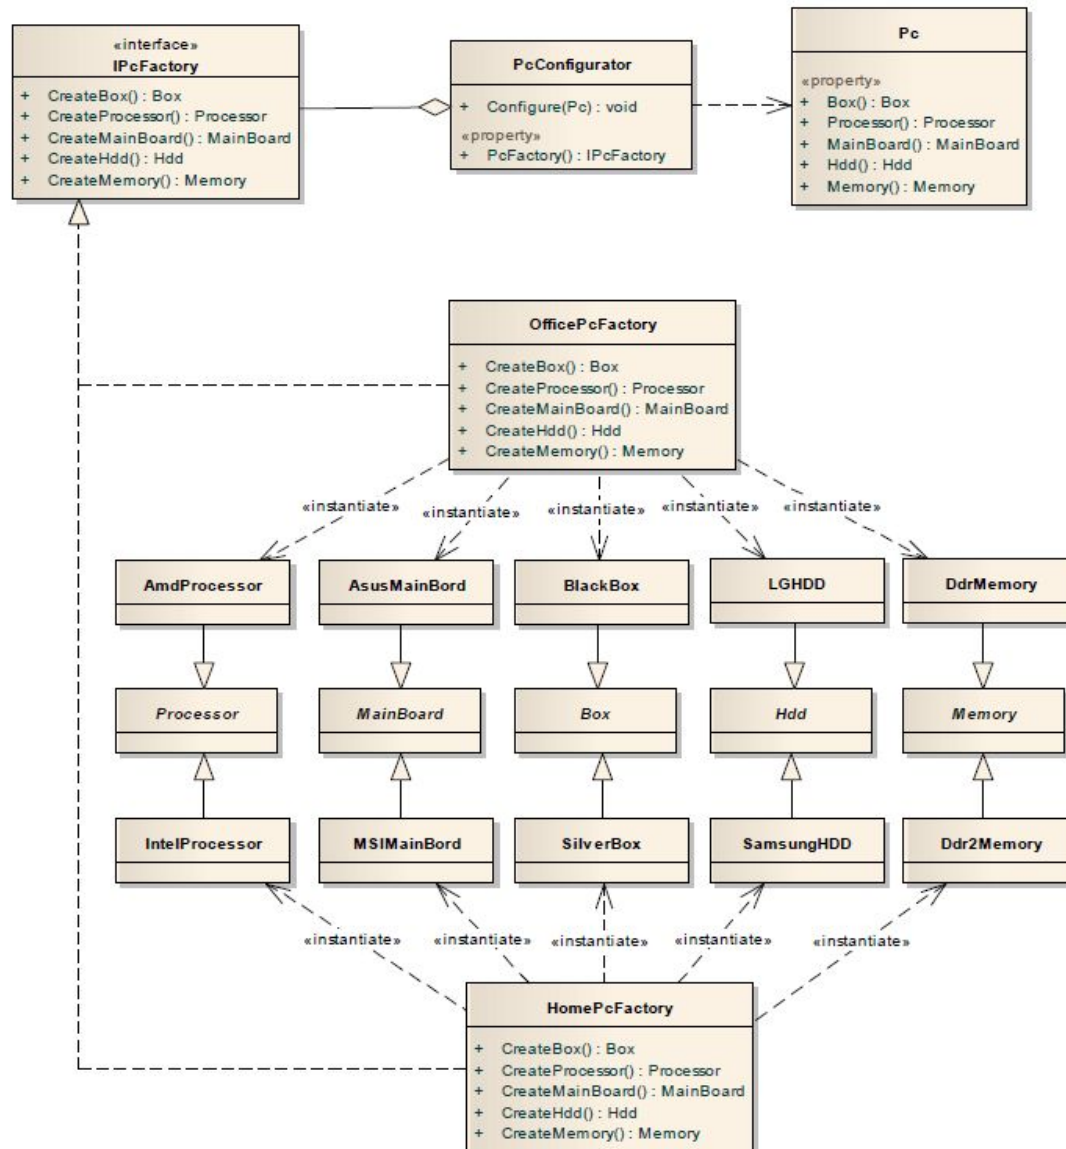 «interface»
IPcFactory
+ CreateBox() : Box
+ CreateProcessor() : Processor
+ CreateMainBoard() : MainBoard
+ CreateHdd() : Hdd
+ CreateMemory() : Memory
PcConfigurator
+ Configure(Pc) : void
«property»
+ PcFactory() : IPcFactory
Pc
«property»
+ Box() : Box
+ Processor() : Processor
+ MainBoard() : MainBoard
+ Hdd() : Hdd
+ Memory() : Memory
OfficePcFactory
+ CreateBox() : Box
+ CreateProcessor() : Processor
+ CreateMainBoard() : MainBoard
+ CreateHdd() : Hdd
+ CreateMemory() : Memory
«instantiate»
«instantiate»
«instantiate»
«instantiate»
«instantiate»
AmdProcessor
AsusMainBord
BlackBox
LGHDD
DdrMemory
Processor
MainBoard
Box
Hdd
Memory
IntelProcessor
MSIMainBord
SilverBox
SamsungHDD
Ddr2Memory
«instantiate»
«instantiate»
«instantiate»
«instantiate»
«instantiate»
HomePcFactory
+ CreateBox() : Box
+ CreateProcessor() : Processor
+ CreateMainBoard() : MainBoard
+ CreateHdd() : Hdd
+ CreateMemory() : Memory